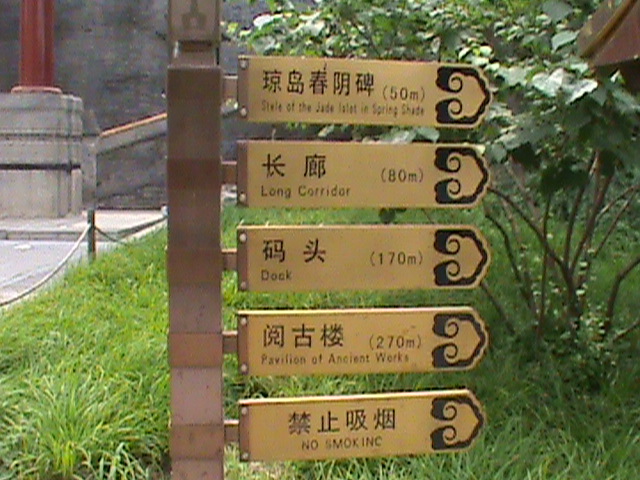 琼岛春阴碑 (50m)
Stele of the Jade Islet in Spring Shade
长廊 (80m)
Long Corridor
码头 (170m)
Dock
阅古楼 (270m)
Pavilion of Ancient Works
禁止吸烟
NO SMOKING